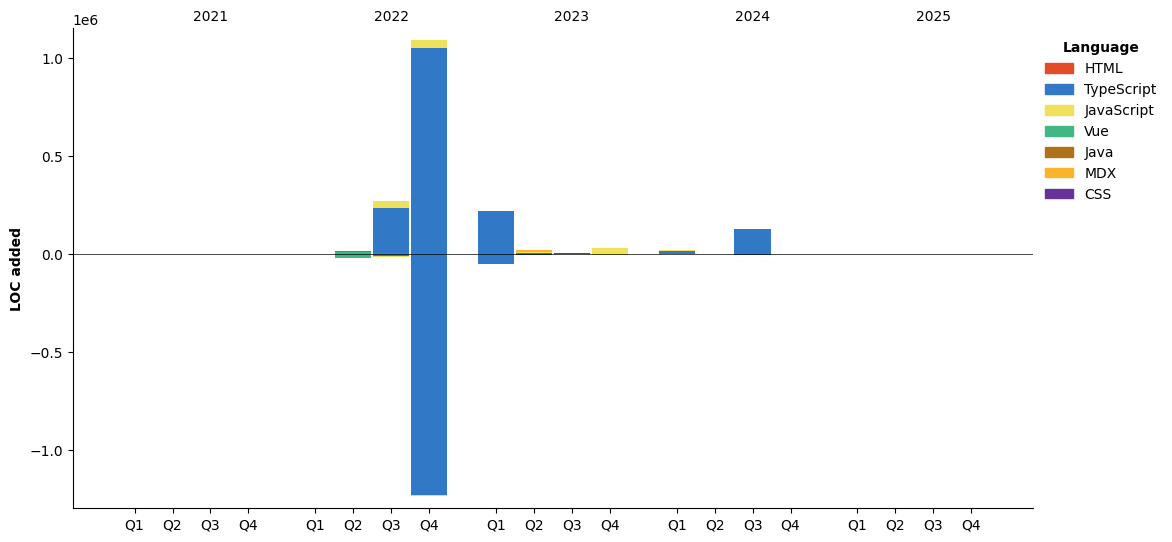 1e6
2021 2022 2023 2024 2025
1.0
0.5
0.0
−0.5
−1.0
LOC added
Q1 Q2 Q3 Q4 Q1 Q2 Q3 Q4 Q1 Q2 Q3 Q4 Q1 Q2 Q3 Q4 Q1 Q2 Q3 Q4
Language
HTML
TypeScript
JavaScript
Vue
Java
MDX
CSS